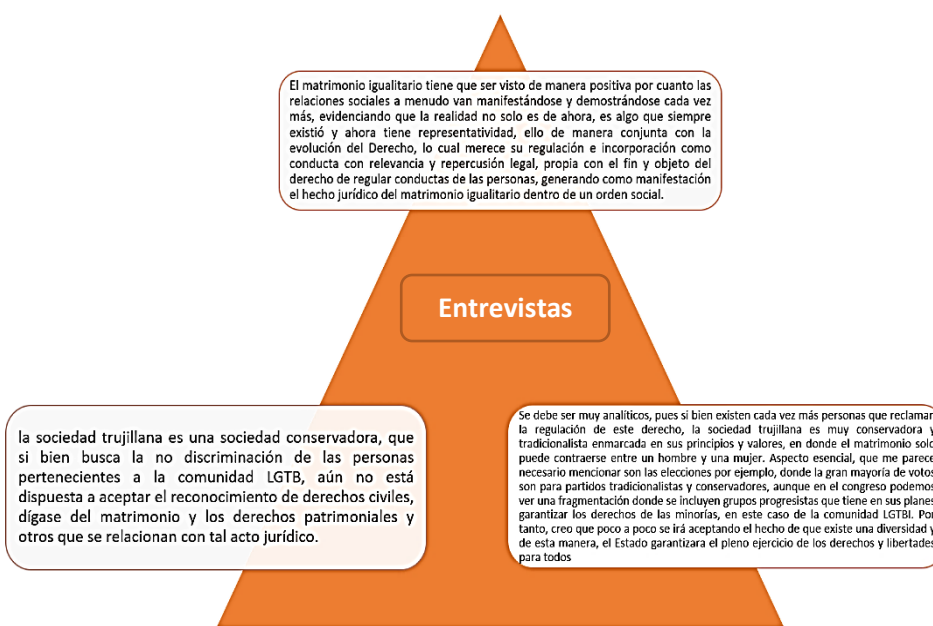 El matrimonio igualitario tiene que ser visto de manera positiva por cuanto las
relaciones sociales a menudo van manifestándose y demostrándose cada vez
más, evidenciando que la realidad no solo es de ahora, es algo que siempre
existió y ahora tiene representatividad, ello de manera conjunta con la
evolución del Derecho, lo cual merece su regulación e incorporación como
conducta con relevancia y repercusión legal, propia con el fin y objeto del
derecho de regular conductas de las personas, generando como manifestación
el hecho jurídico del matrimonio igualitario dentro de un orden social.
Entrevistas
la sociedad trujillana es una sociedad conservadora, que
si bien busca la no discriminación de las personas
pertenecientes a la comunidad LGTB, aún no está
dispuesta a aceptar el reconocimiento de derechos civiles,
dígase del matrimonio y los derechos patrimoniales y
otros que se relacionan con tal acto jurídico.
Se debe ser muy analíticos, pues si bien existen cada vez más personas que reclaman
la regulación de este derecho, la sociedad trujillana es muy conservadora y
tradicionalista enmarcada en sus principios y valores, en donde el matrimonio solo
puede contraerse entre un hombre y una mujer. Aspecto esencial, que me parece
necesario mencionar son las elecciones por ejemplo, donde la gran mayoría de votos
son para partidos tradicionalistas y conservadores, aunque en el congreso podemos
ver una fragmentación donde se incluyen grupos progresistas que tiene en sus planes
garantizar los derechos de las minorías, en este caso de la comunidad LGTBI. Por
tanto, creo que poco a poco se irá aceptando el hecho de que existe una diversidad y
de esta manera, el Estado garantizara el pleno ejercicio de los derechos y libertades
para todos